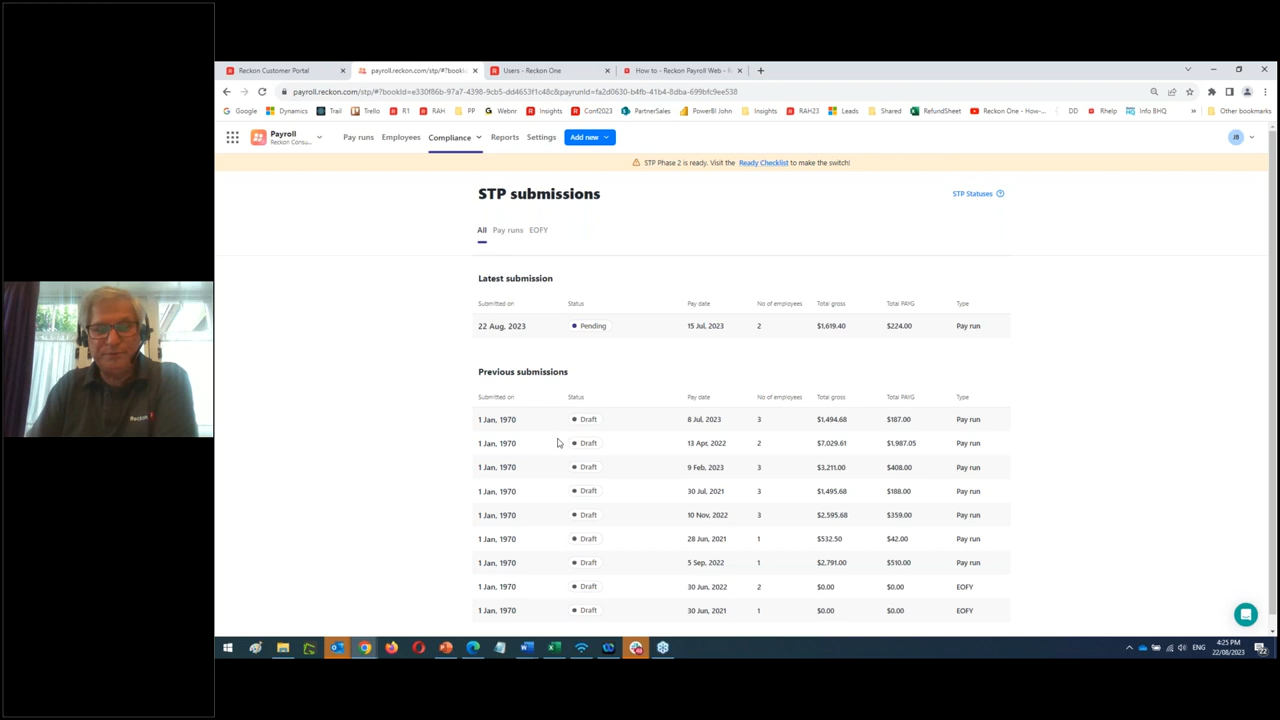 Reckon Customer Portal
payroll.reckon.com/stp/#?booki
Users - Reckon One
How to - Reckon Payroll Web - R
payroll.reckon.com/stp/#?bookId=e330f86b-97a7-4398-9cb5-dd4653f1c48c&payrunId=fa2d0630-b4fb-41b4-8dba-699bfc9ee538
Google Dynamics Trail Trello R1 RAH PP Webnr Insights Conf2023 PartnerSales PowerBI John Insights RAH23 Leads Shared RefundSheet Reckon One - How-... DD Rhelp Info BHQ » Other bookmarks
Payroll
Reckon Consu...
Pay runs Employees Compliance Reports Settings Add new JB
STP Phase 2 is ready. Visit the Ready Checklist to make the switch!
STP submissions
STP Statuses
All Pay runs EOFY
Latest submission
Submitted on Status Pay date No of employees Total gross Total PAYG Type
22 Aug, 2023 Pending 15 Jul, 2023 2 $1,619.40 $224.00 Pay run
Previous submissions
Submitted on Status Pay date No of employees Total gross Total PAYG Type
1 Jan, 1970 Draft 8 Jul, 2023 3 $1,494.68 $187.00 Pay run
1 Jan, 1970 Draft 13 Apr, 2022 2 $7,029.61 $1,987.05 Pay run
1 Jan, 1970 Draft 9 Feb, 2023 3 $3,211.00 $408.00 Pay run
1 Jan, 1970 Draft 30 Jul, 2021 3 $1,495.68 $188.00 Pay run
1 Jan, 1970 Draft 10 Nov, 2022 3 $2,595.68 $359.00 Pay run
1 Jan, 1970 Draft 28 Jun, 2021 1 $532.50 $42.00 Pay run
1 Jan, 1970 Draft 5 Sep, 2022 1 $2,791.00 $510.00 Pay run
1 Jan, 1970 Draft 30 Jun, 2022 2 $0.00 $0.00 EOFY
1 Jan, 1970 Draft 30 Jun, 2021 1 $0.00 $0.00 EOFY
Reckon
ENG
4:25 PM
22/08/2023
22